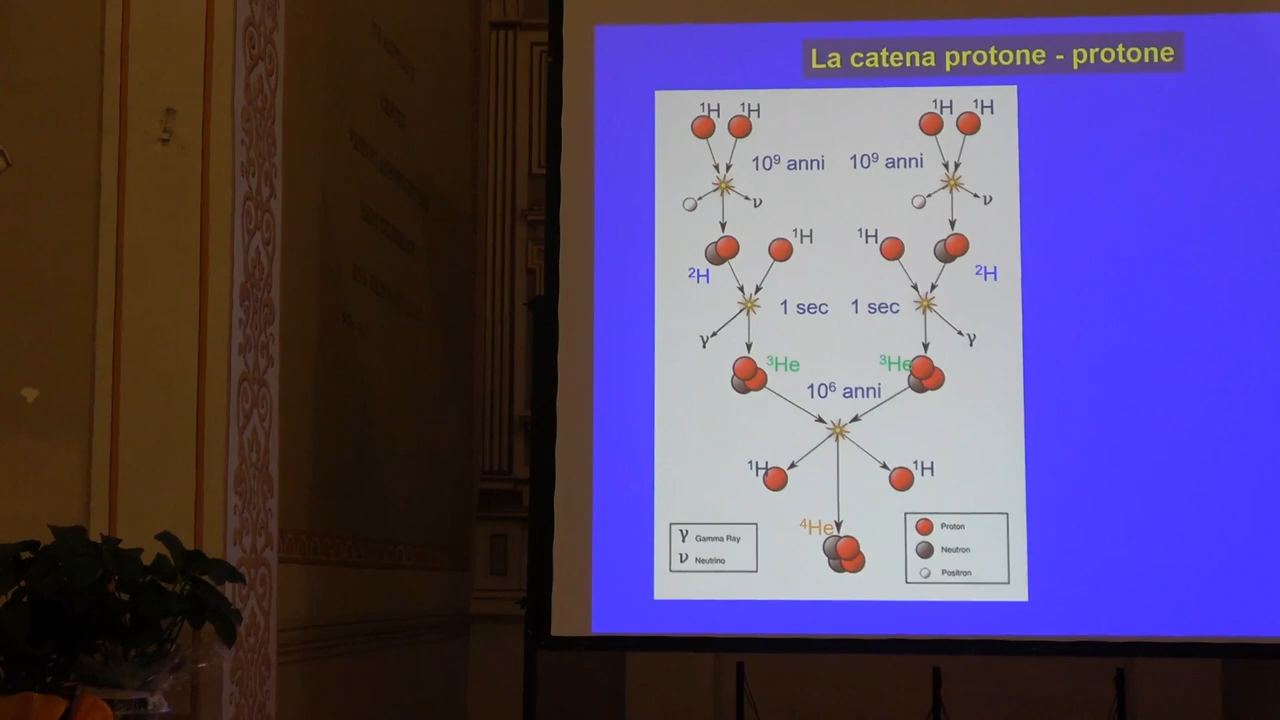 La catena protone - protone
¹H ¹H ¹H ¹H
10⁹ anni 10⁹ anni
ν ν
¹H ¹H
²H ²H
1 sec 1 sec
γ γ
³He ³He
10⁶ anni
¹H ¹H
⁴He
γ Gamma Ray
ν Neutrino
Proton
Neutron
Positron